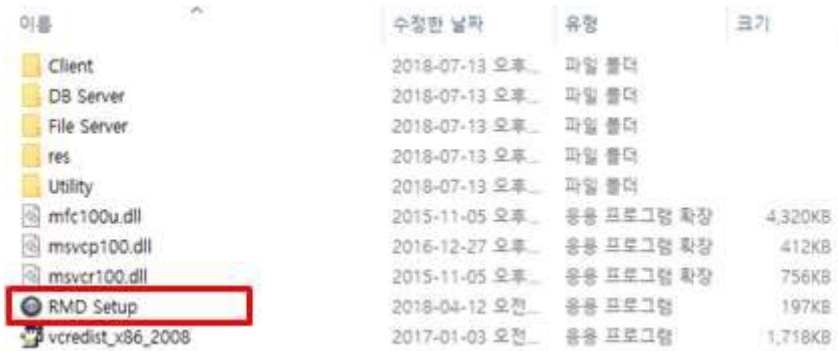 이름 수정한 날짜 유형 크기
Client 2018-07-13 오후... 파일 폴더
DB Server 2018-07-13 오후... 파일 폴더
File Server 2018-07-13 오후... 파일 폴더
res 2018-07-13 오후... 파일 폴더
Utility 2018-07-13 오후... 파일 폴더
mfc100u.dll 2015-11-05 오후... 응용 프로그램 확장 4,320KB
msvcp100.dll 2016-12-27 오후... 응용 프로그램 확장 412KB
msvcr100.dll 2015-11-05 오후... 응용 프로그램 확장 756KB
RMD Setup 2018-04-12 오전... 응용 프로그램 197KB
vcredist_x86_2008 2017-01-03 오전... 응용 프로그램 1,718KB